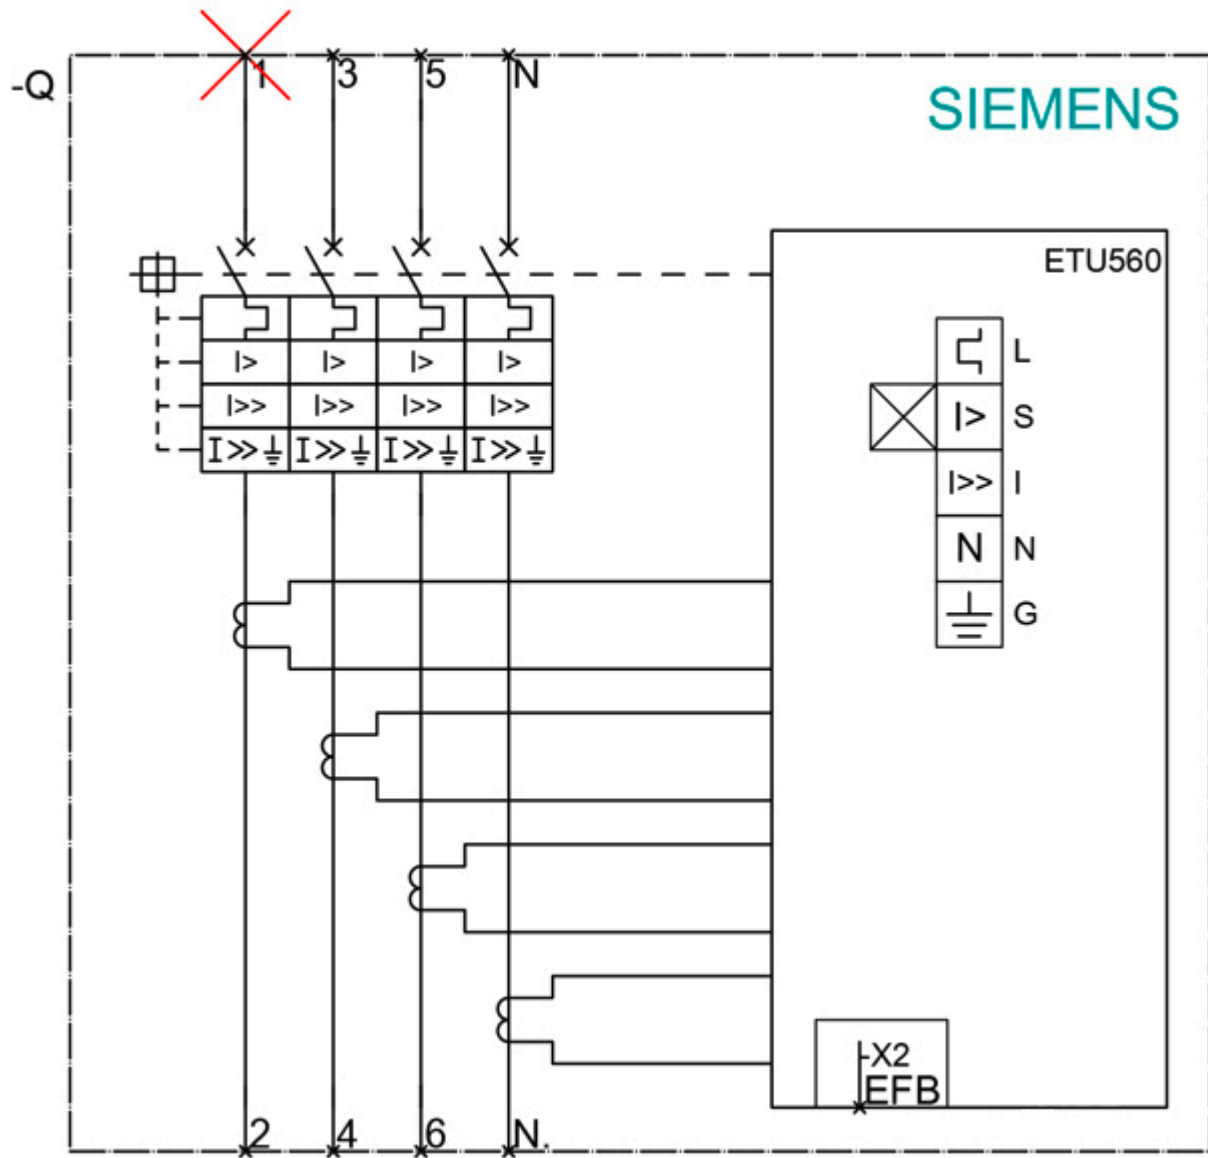 1 3 5 N
-Q
SIEMENS
ETU560
L
I> I> I> I> I> S
I>> I>> I>> I>> I>> I
I>> I>> I>> I>>
N N
G
-X2
EFB
2 4 6 N.